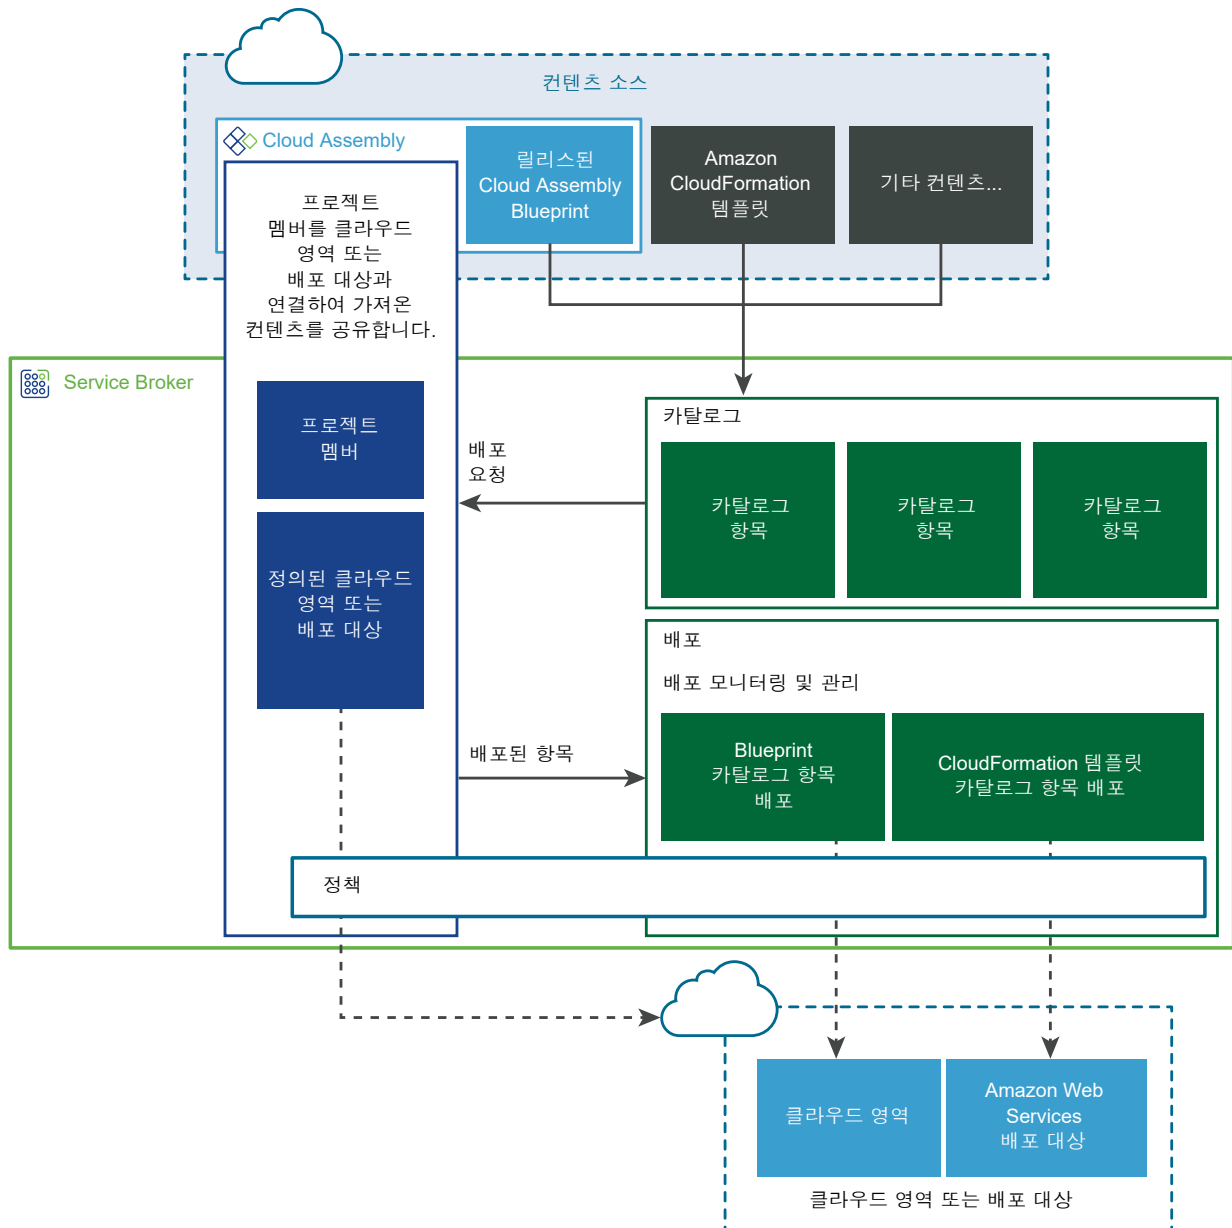 컨텐츠 소스
Cloud Assembly
릴리스된
Cloud Assembly
Blueprint
Amazon
CloudFormation
템플릿
기타 컨텐츠...
프로젝트
멤버를 클라우드
영역 또는
배포 대상과
연결하여 가져온
컨텐츠를 공유합니다.
Service Broker
프로젝트
멤버
정의된 클라우드
영역 또는
배포 대상
배포
요청
카탈로그
카탈로그
항목
카탈로그
항목
카탈로그
항목
배포
배포 모니터링 및 관리
배포된 항목
Blueprint
카탈로그 항목
배포
CloudFormation 템플릿
카탈로그 항목 배포
정책
클라우드 영역
Amazon Web
Services
배포 대상
클라우드 영역 또는 배포 대상